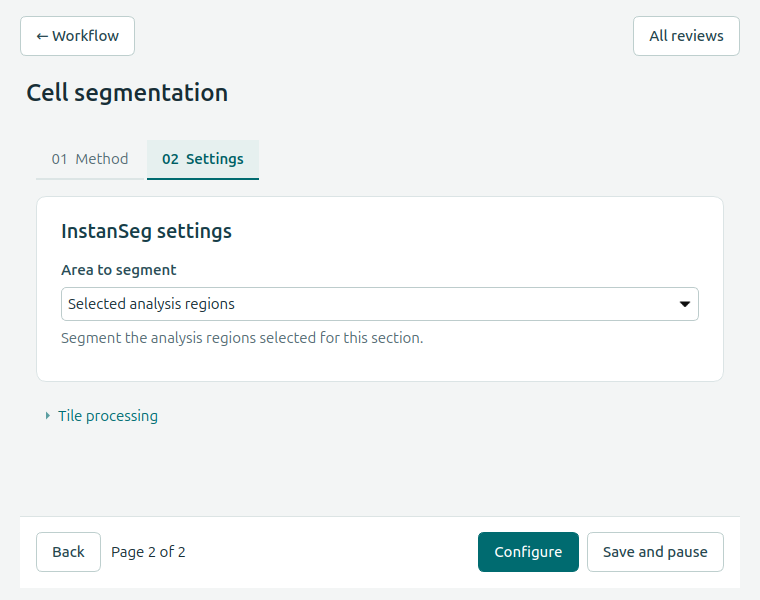 ← Workflow
All reviews
Cell segmentation
01 Method
02 Settings
InstanSeg settings
Area to segment
Selected analysis regions
Segment the analysis regions selected for this section.
Tile processing
Back
Page 2 of 2
Configure
Save and pause